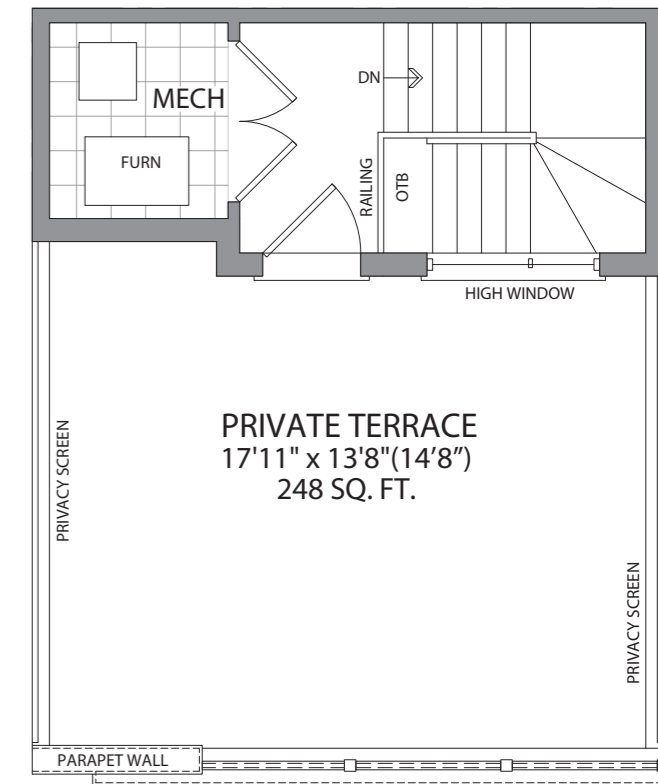 MECH
FURN
DN
RAILING
OTB
HIGH WINDOW
PRIVATE TERRACE
17'11" x 13'8"(14’8”)
248 SQ. FT.
PRIVACY SCREEN
PRIVACY SCREEN
PARAPET WALL